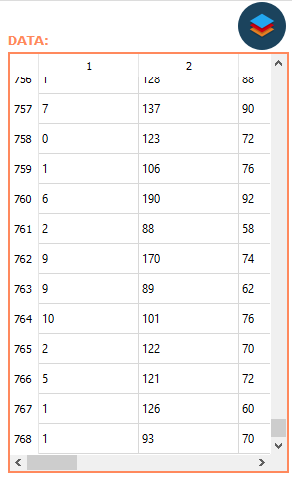 DATA:
1 2
756 1 128 88
757 7 137 90
758 0 123 72
759 1 106 76
760 6 190 92
761 2 88 58
762 9 170 74
763 9 89 62
764 10 101 76
765 2 122 70
766 5 121 72
767 1 126 60
768 1 93 70